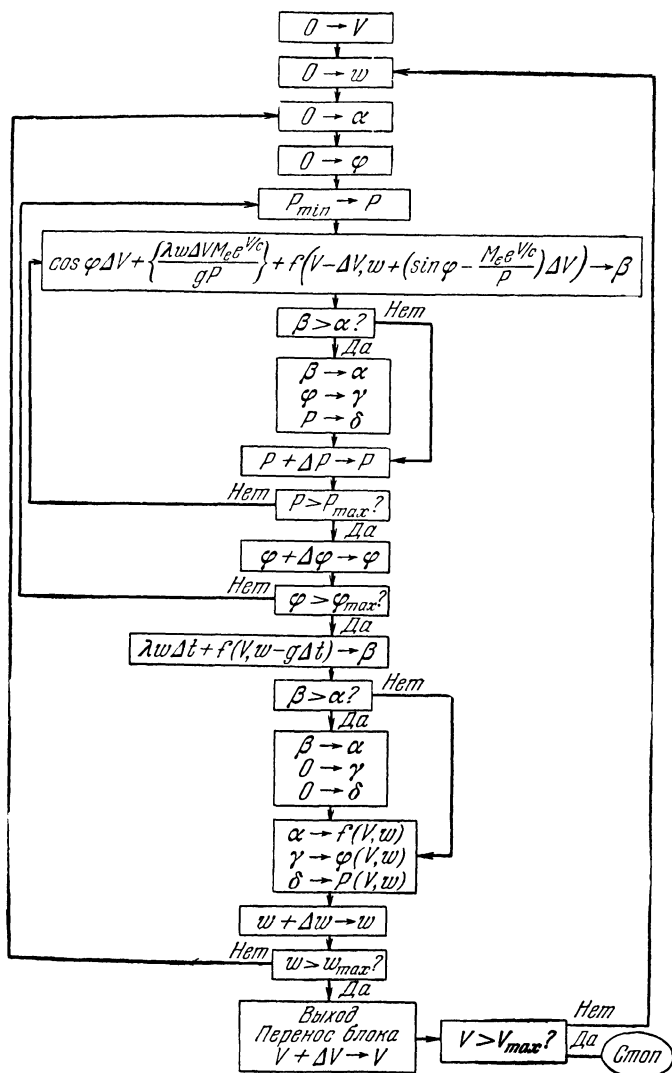 0 → V
0 → w
0 → α
0 → φ
P_min → P
cos φ ΔV + {λwΔVM_e e^{V/c} / gP} + f(V − ΔV, w + (sin φ − M_e e^{V/c} / P) ΔV) → β
β > α?
Нет
Да
β → α
φ → γ
P → δ
P + ΔP → P
Нет
P > P_max?
Да
φ + Δφ → φ
Нет
φ > φ_max?
Да
λwΔt + f(V, w − gΔt) → β
Нет
β > α?
Да
β → α
0 → γ
0 → δ
α → f(V, w)
γ → φ(V, w)
δ → P(V, w)
w + Δw → w
Нет
w > w_max?
Да
Выход
Перенос блока
V + ΔV → V
V > V_max?
Нет
Да
Стоп